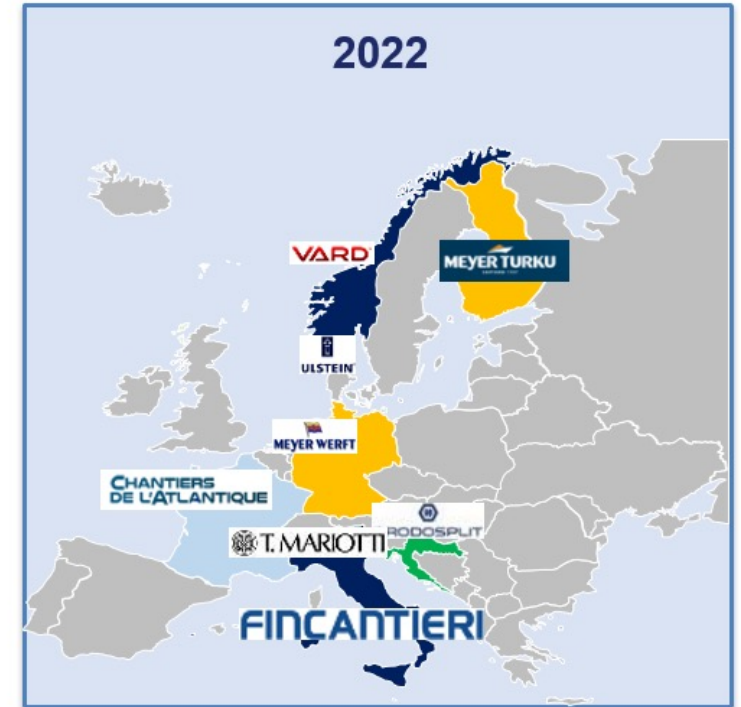 2022
VARD
MEYER TURKU
ULSTEIN
MEYER WERFT
CHANTIERS
DE L'ATLANTIQUE
RODOSPLIT
T. MARIOTTI
FINCANTIERI